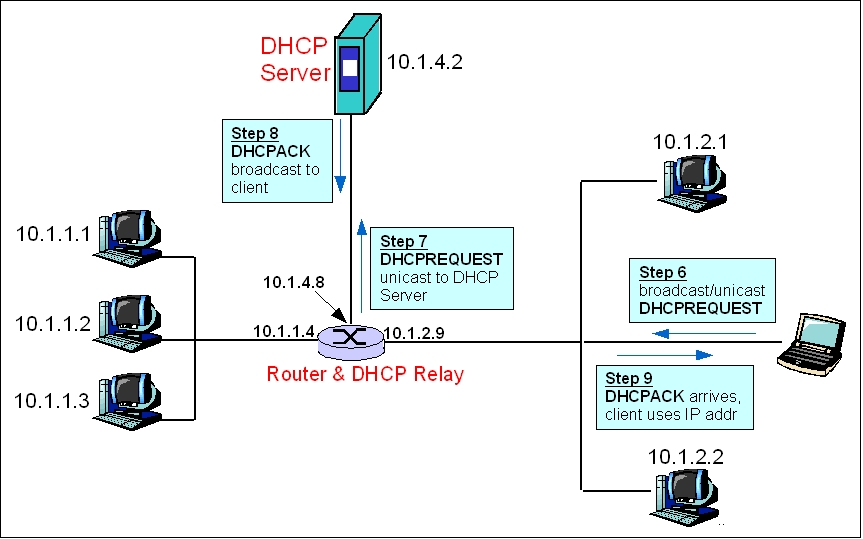 DHCP
Server
10.1.4.2
Step 8
DHCPACK
broadcast to
client
10.1.2.1
Step 7
DHCPREQUEST
unicast to DHCP
Server
10.1.1.1
Step 6
broadcast/unicast
DHCPREQUEST
10.1.4.8
10.1.1.2
10.1.1.4
10.1.2.9
Router & DHCP Relay
Step 9
DHCPACK arrives,
client uses IP addr
10.1.1.3
10.1.2.2
..